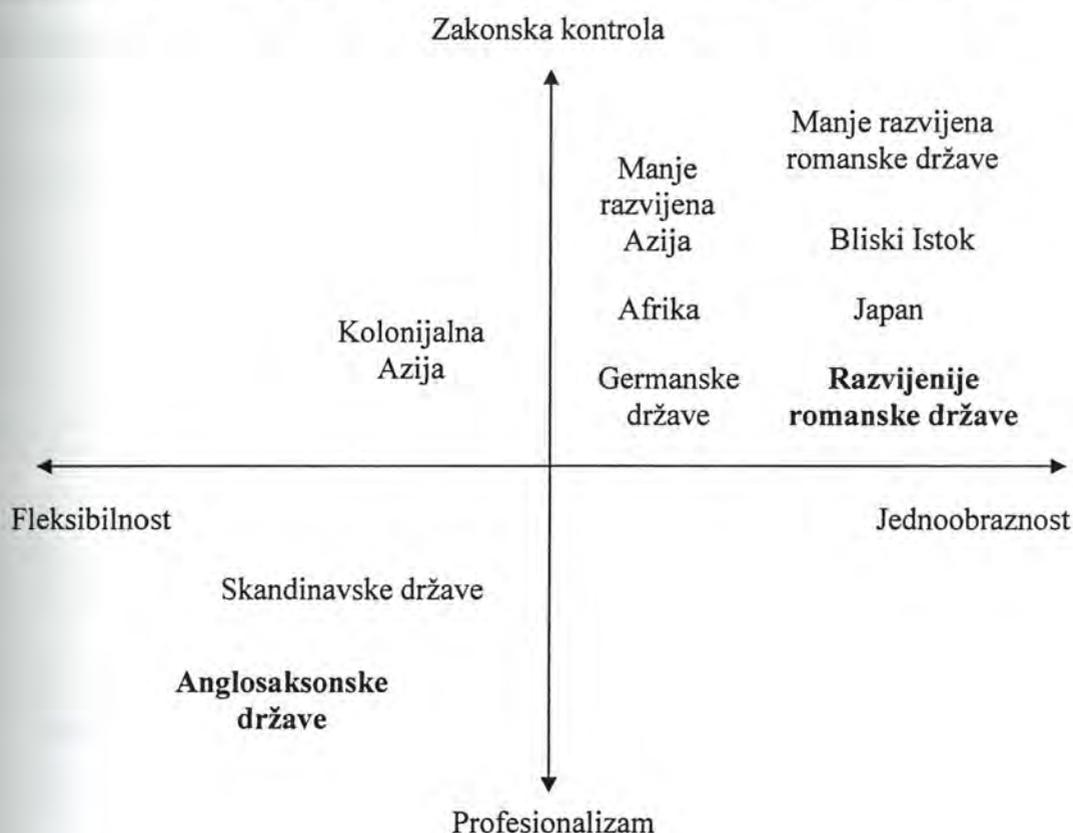 Zakonska kontrola
Manje razvijena
romanske države
Manje
razvijena
Azija
Bliski Istok
Afrika
Japan
Kolonijalna
Azija
Germanske
države
Razvijenije
romanske države
Fleksibilnost
Jednoobraznost
Skandinavske države
Anglosaksonske
države
Profesionalizam